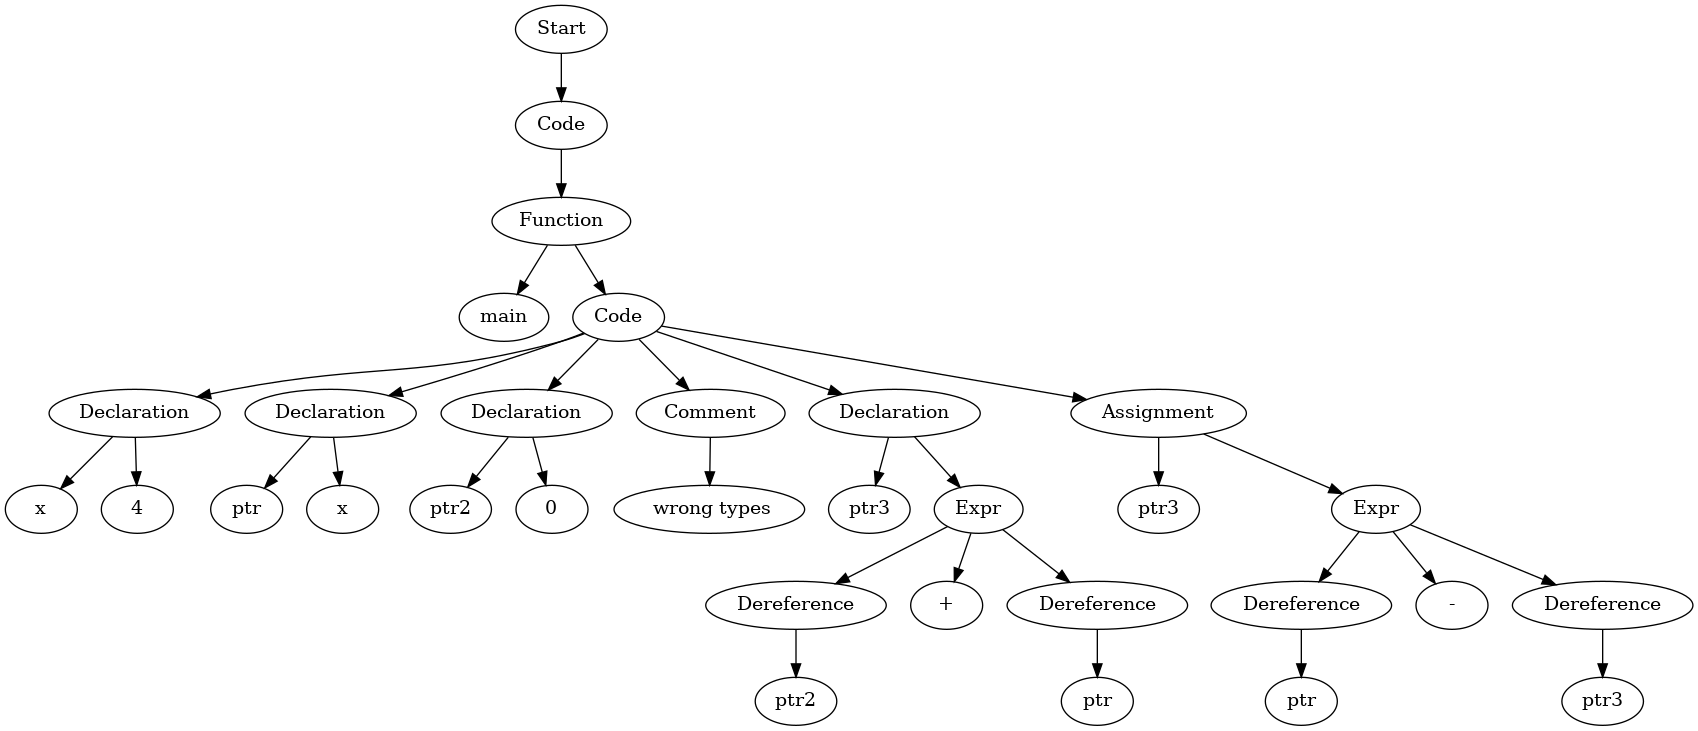 Start
Code
Function
main
Code
Declaration
Declaration
Declaration
Comment
Declaration
Assignment
x
4
ptr
x
ptr2
0
wrong types
ptr3
Expr
ptr3
Expr
Dereference
+
Dereference
Dereference
-
Dereference
ptr2
ptr
ptr
ptr3